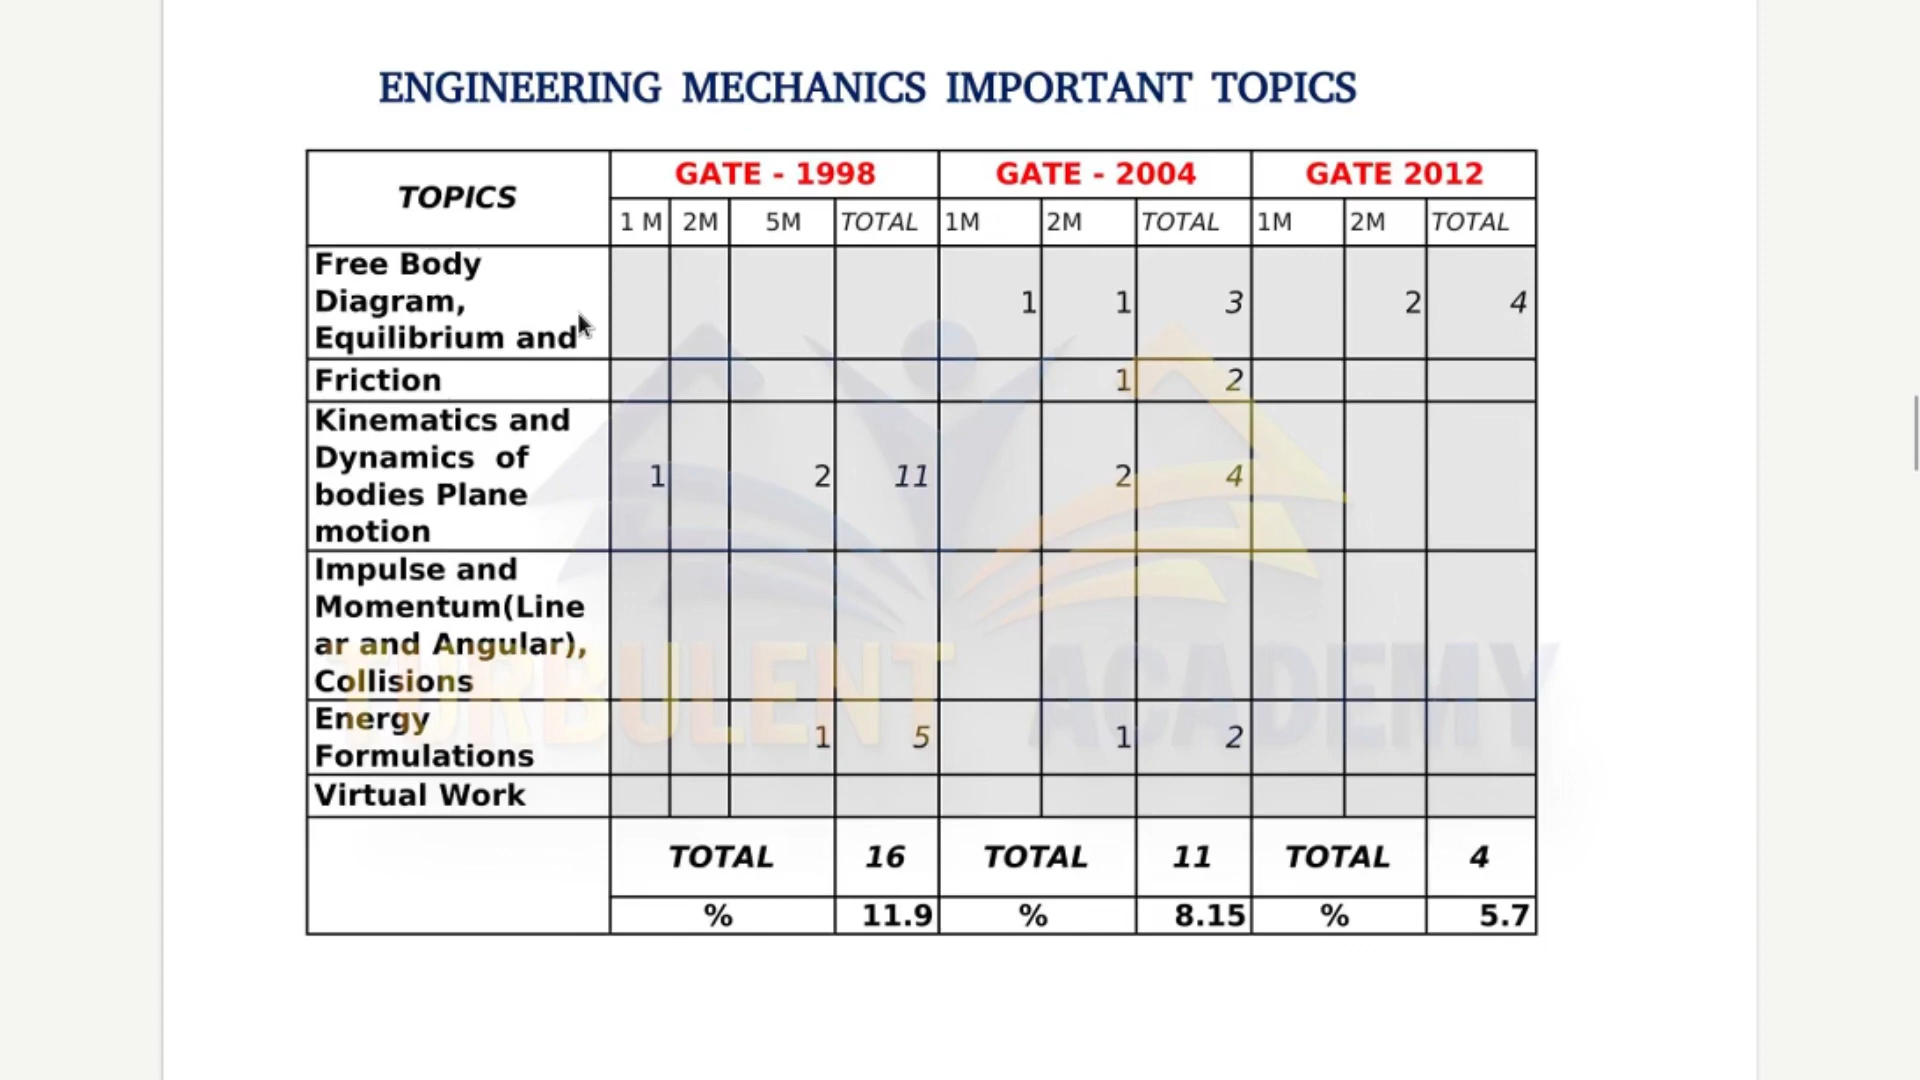 ENGINEERING MECHANICS IMPORTANT TOPICS
TOPICS GATE - 1998 GATE - 2004 GATE 2012
1 M 2M 5M TOTAL 1M 2M TOTAL 1M 2M TOTAL
Free Body
Diagram,
Equilibrium and
1 1 3 2 4
Friction 1 2
Kinematics and
Dynamics of
bodies Plane
motion
1 2 11 2 4
Impulse and
Momentum(Line
ar and Angular),
Collisions
Energy
Formulations
1 5 1 2
Virtual Work
TOTAL 16 TOTAL 11 TOTAL 4
% 11.9 % 8.15 % 5.7
TURBULENT ACADEMY